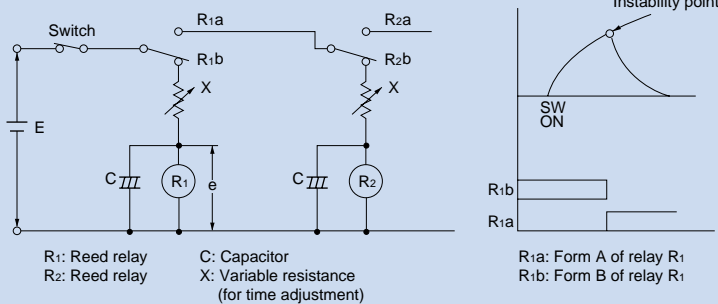 Instability point
Switch
R1a
R2a
R1b
R2b
X
X
E
C
R1
e
C
R2
SW
ON
R1b
R1a
R1: Reed relay
R2: Reed relay
C: Capacitor
X: Variable resistance
(for time adjustment)
R1a: Form A of relay R1
R1b: Form B of relay R1